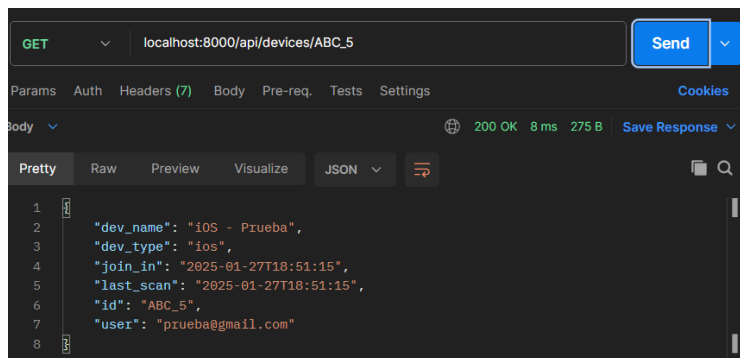 GET localhost:8000/api/devices/ABC_5 Send
Params Auth Headers (7) Body Pre-req. Tests Settings Cookies
Body 200 OK 8 ms 275 B Save Response
Pretty Raw Preview Visualize JSON
1 {
2 "dev_name": "iOS - Prueba",
3 "dev_type": "ios",
4 "join_in": "2025-01-27T18:51:15",
5 "last_scan": "2025-01-27T18:51:15",
6 "id": "ABC_5",
7 "user": "prueba@gmail.com"
8 }